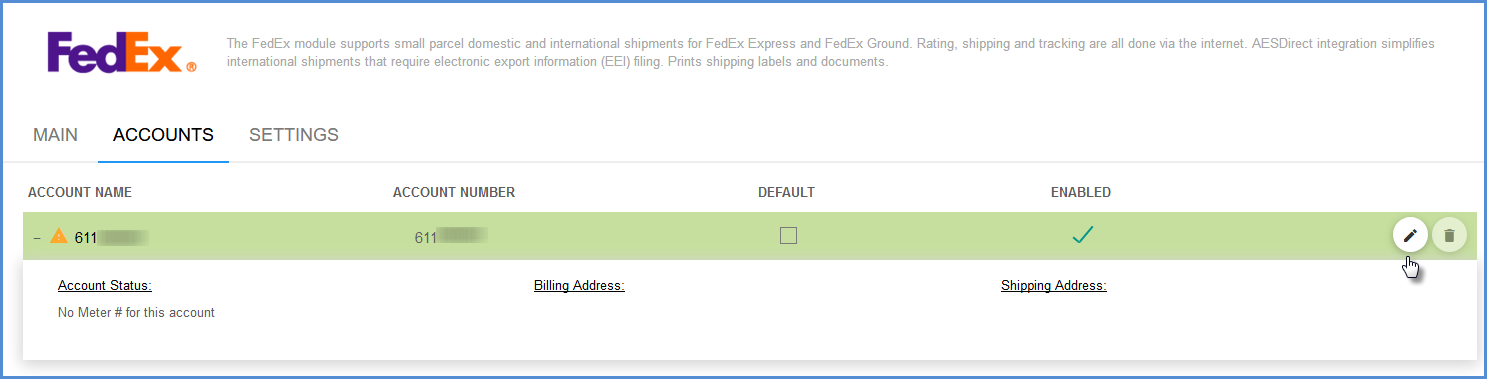 FedEx®
The FedEx module supports small parcel domestic and international shipments for FedEx Express and FedEx Ground. Rating, shipping and tracking are all done via the internet. AESDirect integration simplifies
international shipments that require electronic export information (EEI) filing. Prints shipping labels and documents.
MAIN ACCOUNTS SETTINGS
ACCOUNT NAME ACCOUNT NUMBER DEFAULT ENABLED
– 611 611
Account Status: Billing Address: Shipping Address:
No Meter # for this account